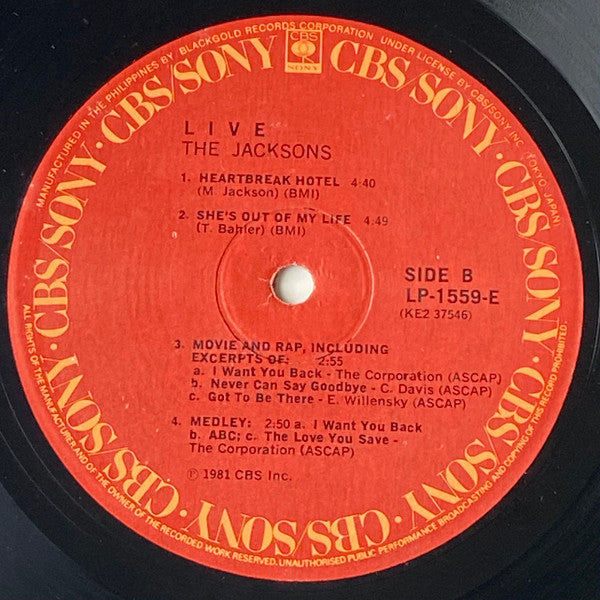 MANUFACTURED IN THE PHILIPPINES BY BLACKGOLD RECORDS CORPORATION UNDER LICENSE BY CBS/SONY INC. (TOKYO-JAPAN)
CBS
SONY
CBS/SONY · CBS/SONY · CBS/SONY · CBS/SONY · CBS/SONY · CBS/SONY · CBS/SONY · CBS/SONY
LIVE
THE JACKSONS
1. HEARTBREAK HOTEL 4:40
(M. Jackson) (BMI)
2. SHE'S OUT OF MY LIFE 4:49
(T. Bahler) (BMI)
SIDE B
LP-1559-E
(KE2 37546)
3. MOVIE AND RAP, INCLUDING
EXCERPTS OF: 2:55
a. I Want You Back - The Corporation (ASCAP)
b. Never Can Say Goodbye - C. Davis (ASCAP)
c. Got To Be There - E. Willensky (ASCAP)
4. MEDLEY: 2:50 a. I Want You Back
b. ABC; c. The Love You Save -
The Corporation (ASCAP)
℗ 1981 CBS Inc.
ALL RIGHTS OF THE MANUFACTURER AND OF THE OWNER OF THE RECORDED WORK RESERVED. UNAUTHORISED PUBLIC PERFORMANCE BROADCASTING AND COPYING OF THIS RECORD PROHIBITED.